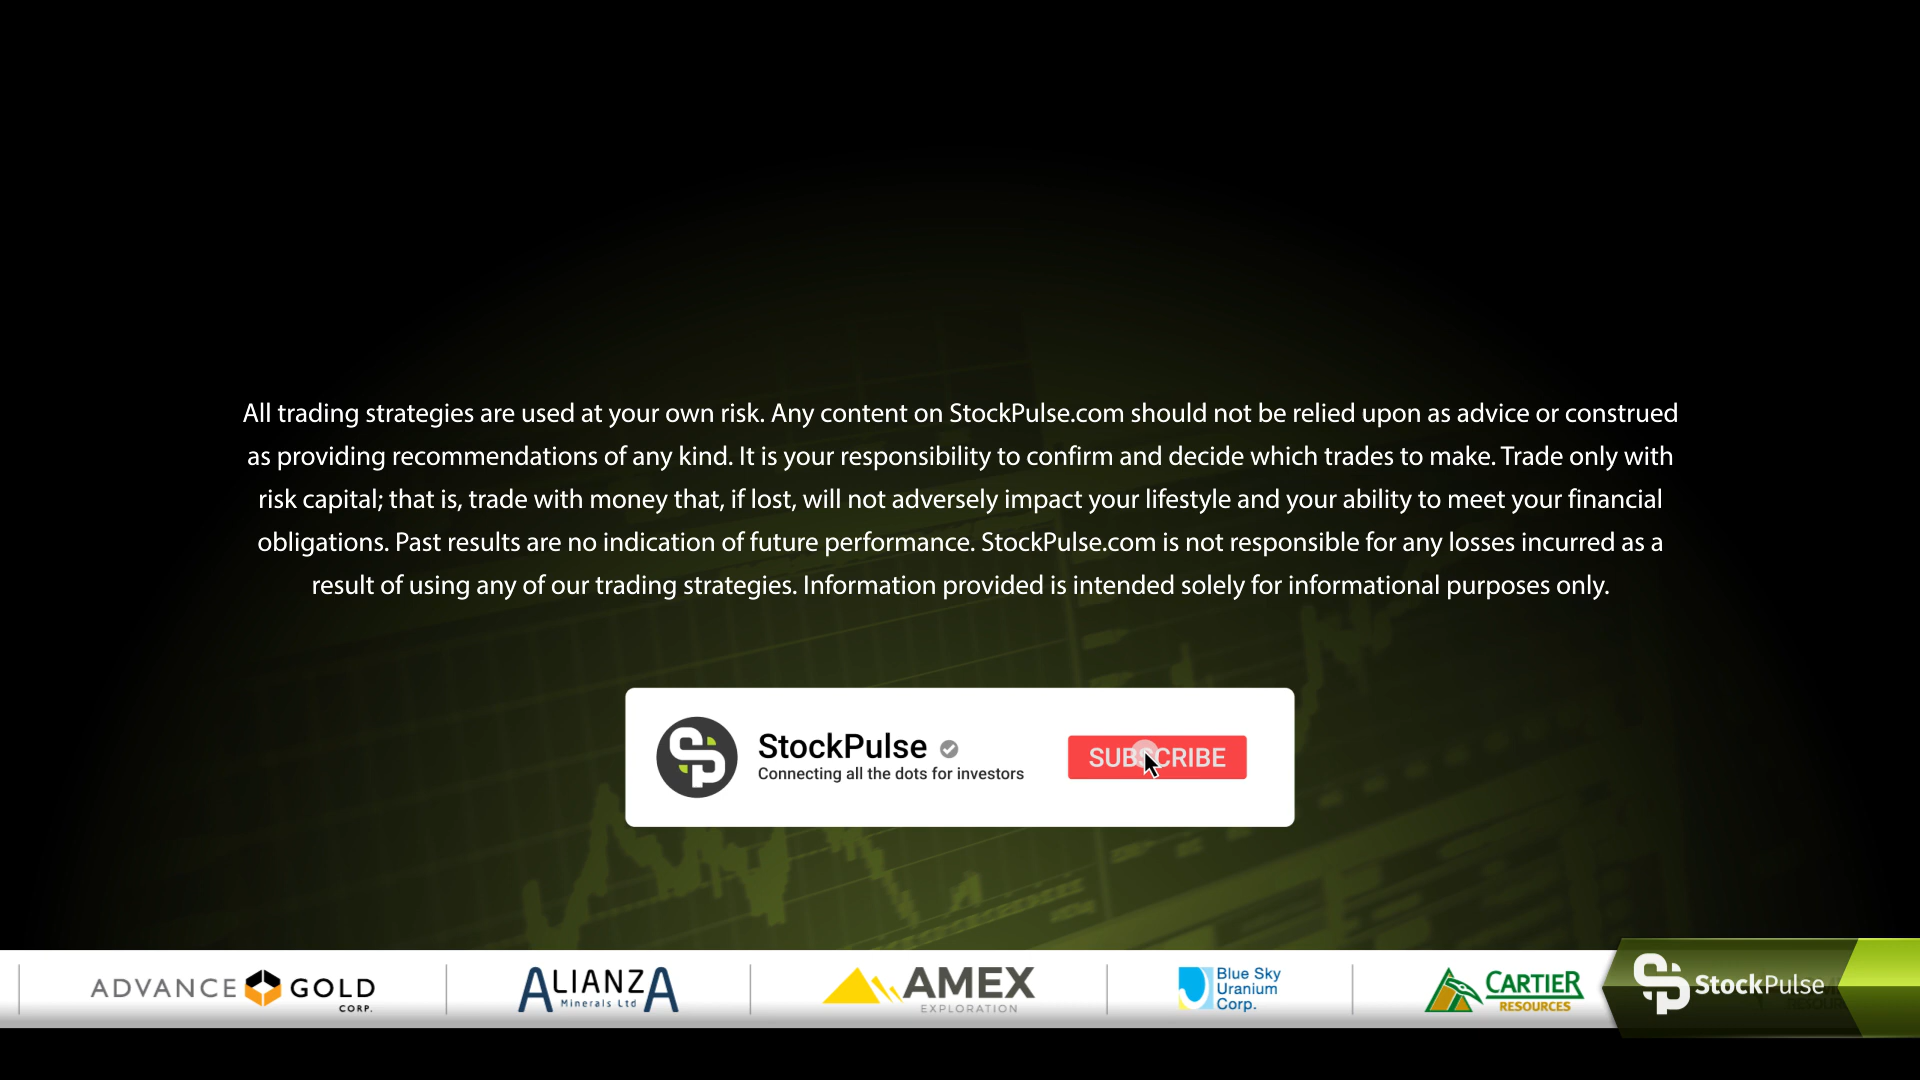 All trading strategies are used at your own risk. Any content on StockPulse.com should not be relied upon as advice or construed
as providing recommendations of any kind. It is your responsibility to confirm and decide which trades to make. Trade only with
risk capital; that is, trade with money that, if lost, will not adversely impact your lifestyle and your ability to meet your financial
obligations. Past results are no indication of future performance. StockPulse.com is not responsible for any losses incurred as a
result of using any of our trading strategies. Information provided is intended solely for informational purposes only.
StockPulse
Connecting all the dots for investors
SUBSCRIBE
ADVANCE GOLD
CORP.
ALIANZA
Minerals Ltd
AMEX
EXPLORATION
Blue Sky
Uranium
Corp.
CARTIER
RESOURCES
StockPulse